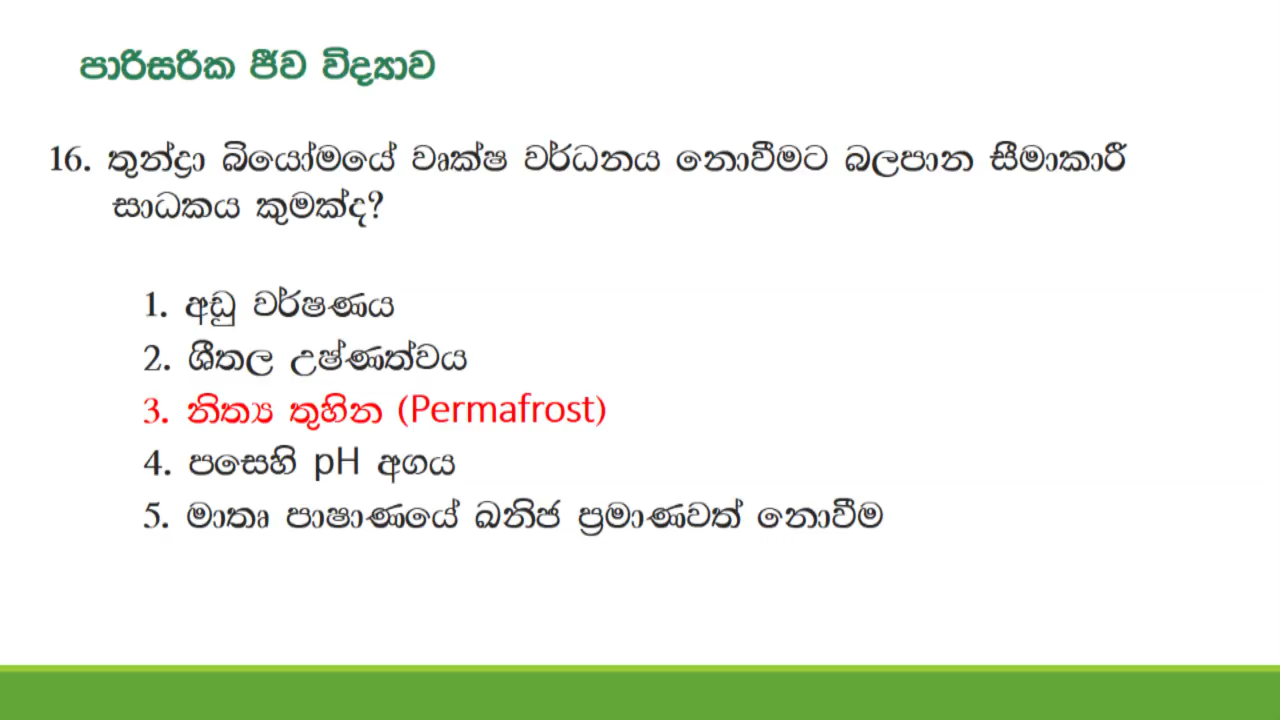 පාරිසරික ජීව විද්‍යාව
16. තුන්ද්‍රා බියෝමයේ වෘක්ෂ වර්ධනය නොවීමට බලපාන සීමාකාරී
සාධකය කුමක්ද?
1. අඩු වර්ෂණය
2. ශීතල උෂ්ණත්වය
3. නිත්‍ය තුහින (Permafrost)
4. පසෙහි pH අගය
5. මාතෘ පාෂාණයේ ඛනිජ ප්‍රමාණවත් නොවීම